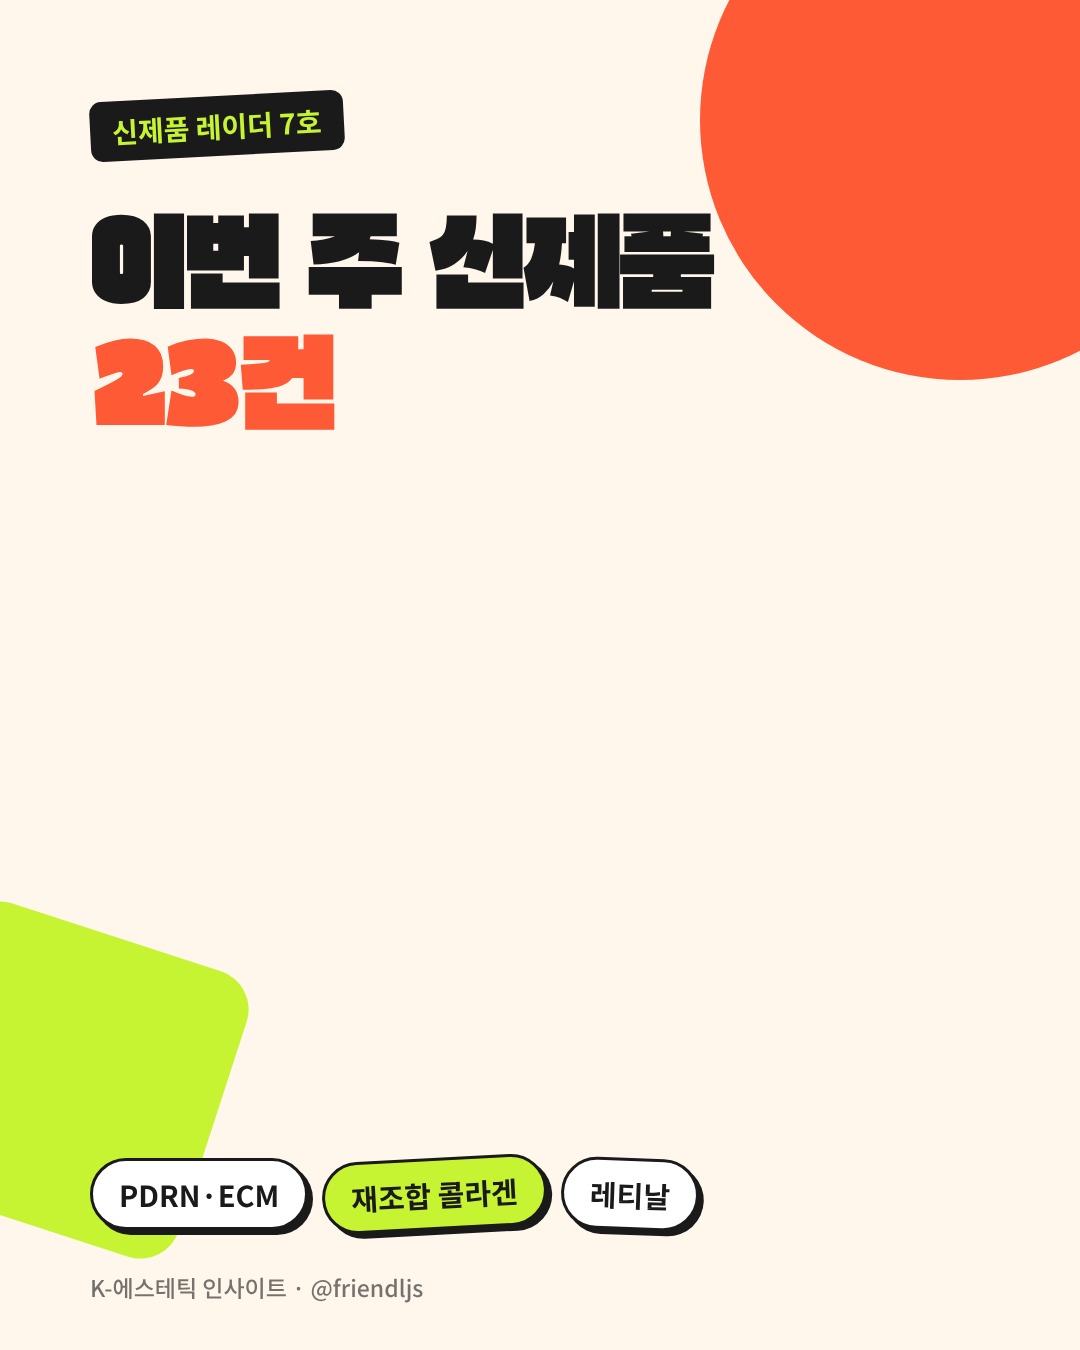 신제품 레이더 7호
이번 주 신제품
23건
PDRN·ECM
재조합 콜라겐
레티날
K-에스테틱 인사이트 · @friendljs